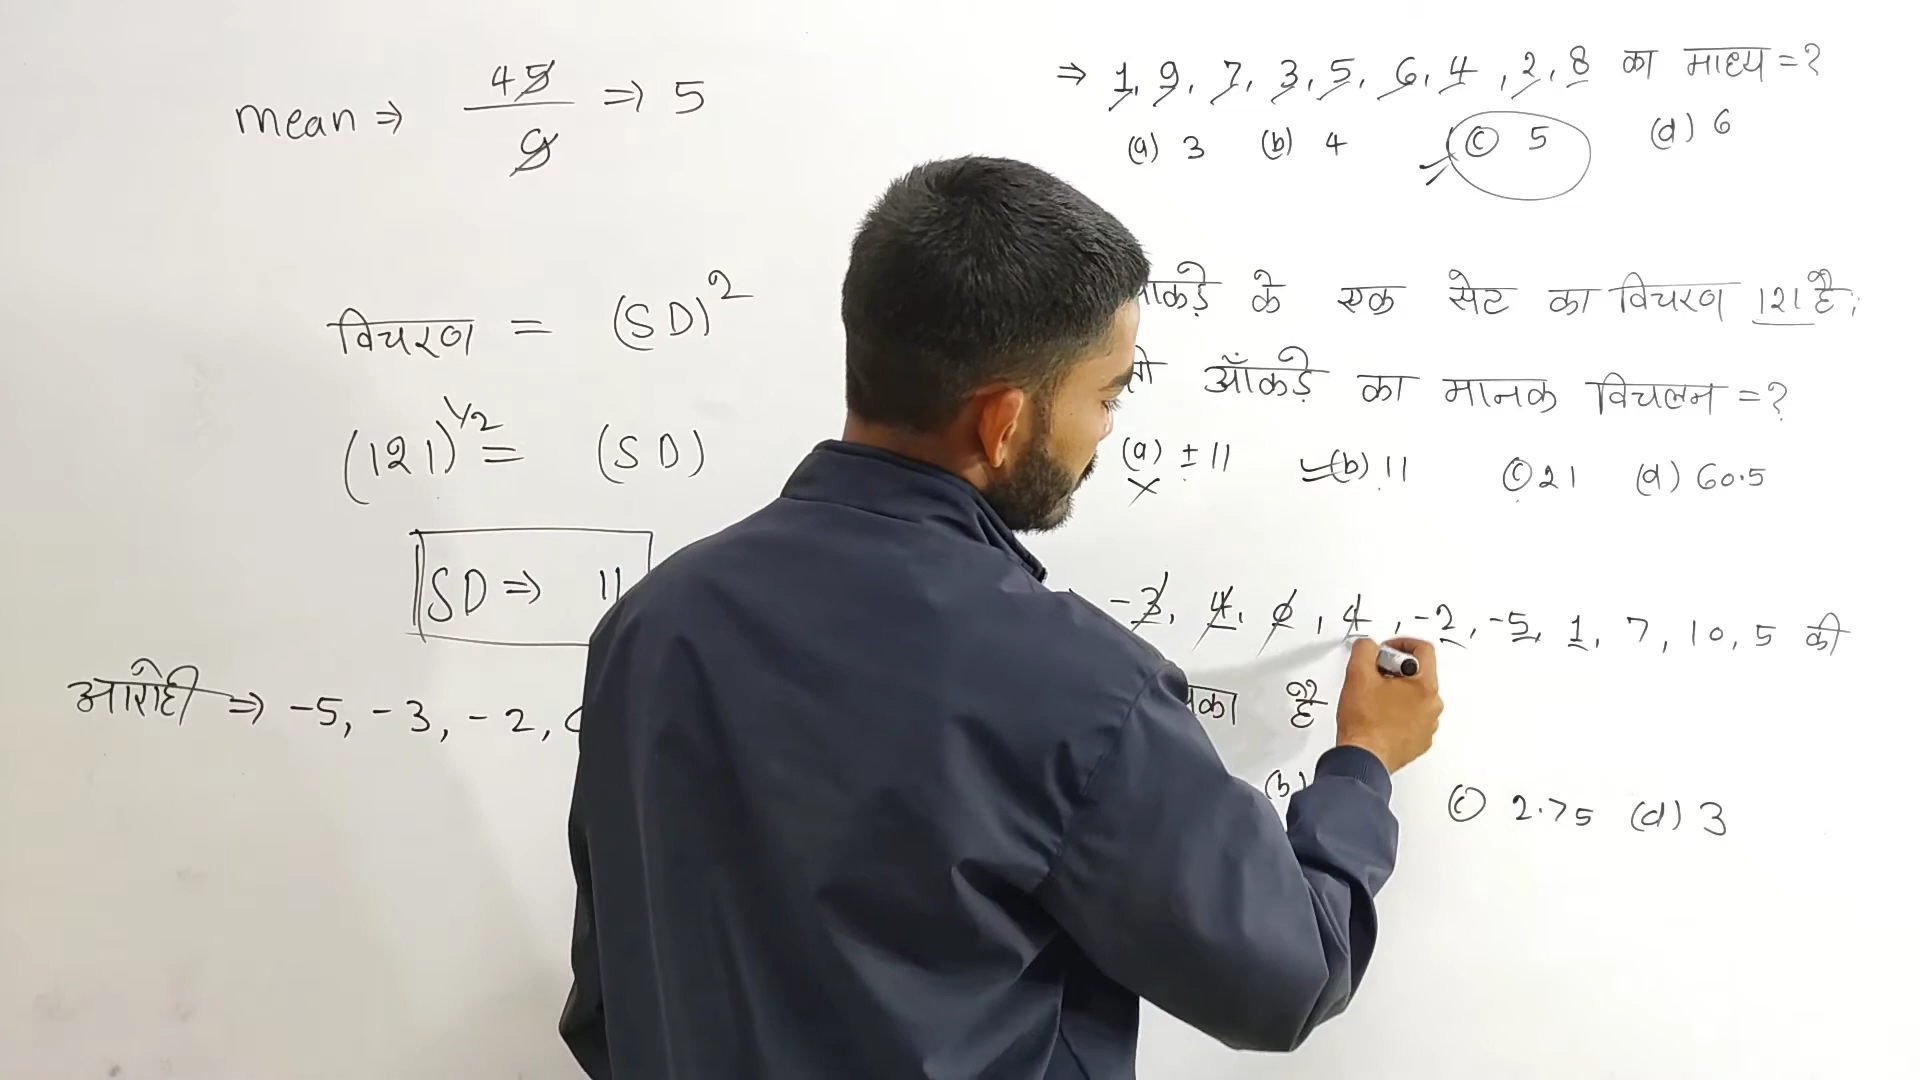 mean ⇒ 45/9 ⇒ 5
विचरण = (SD)²
(121)^1/2 = (SD)
SD ⇒ 11
आरोही ⇒ -5, -3, -2,
⇒ 1, 9, 7, 3, 5, 6, 4, 2, 8 का माध्य = ?
(a) 3 (b) 4 (c) 5 (d) 6
के एक सेट का विचरण 121 है;
आँकड़े का मानक विचलन = ?
(a) ± 11 (b) 11 (c) 21 (d) 60.5
-3, 4, 0, 4, -2, -5, 1, 7, 10, 5 की
है
(b) (c) 2.75 (d) 3